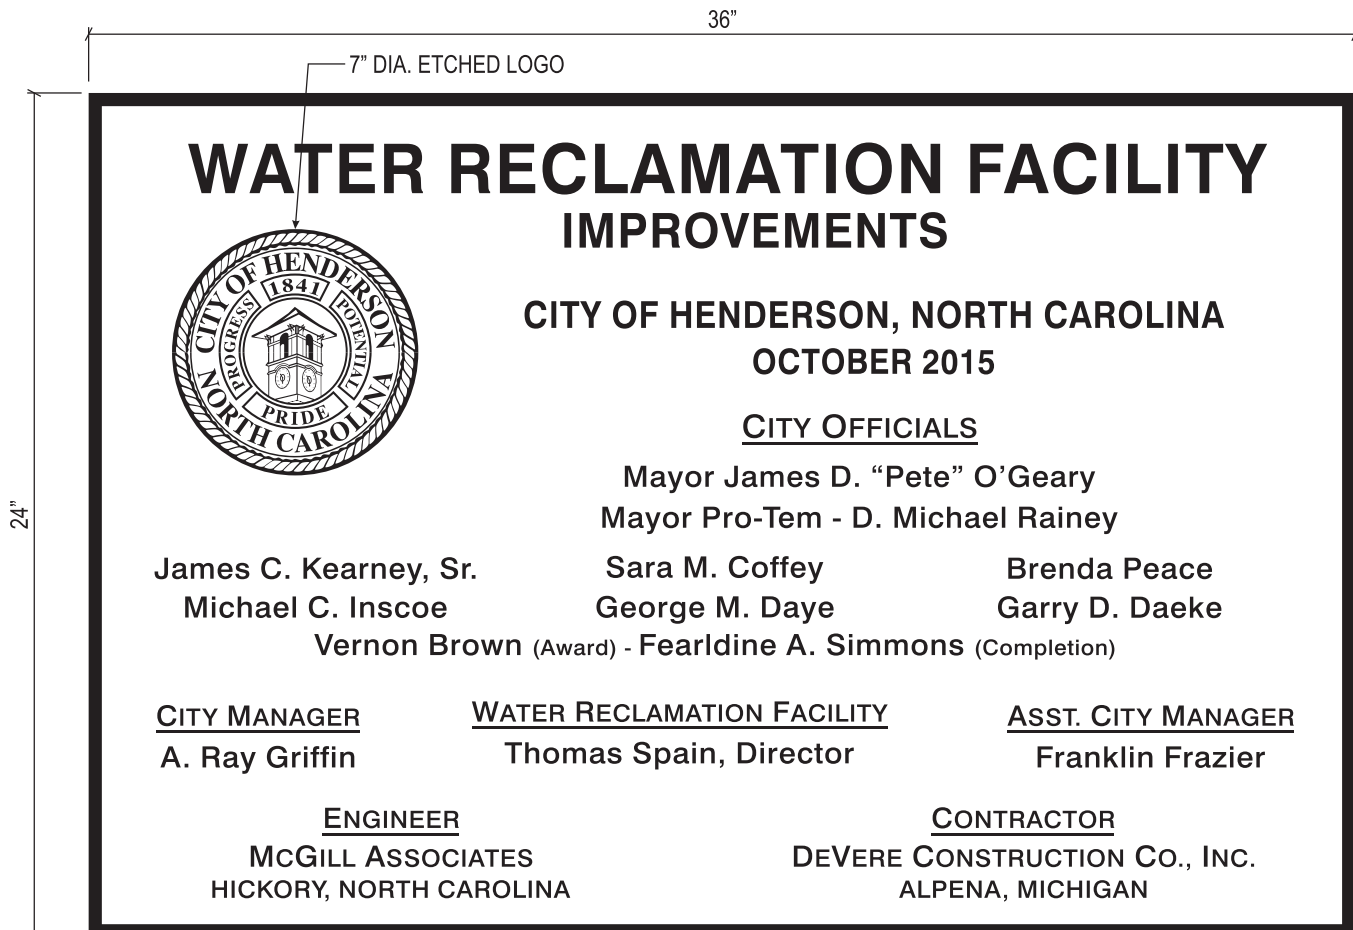 36”
7” DIA. ETCHED LOGO
WATER RECLAMATION FACILITY
IMPROVEMENTS
CITY OF HENDERSON
1841
PROGRESS
POTENTIAL
PRIDE
NORTH CAROLINA
CITY OF HENDERSON, NORTH CAROLINA
OCTOBER 2015
CITY OFFICIALS
Mayor James D. “Pete” O’Geary
Mayor Pro-Tem - D. Michael Rainey
24”
James C. Kearney, Sr. Sara M. Coffey Brenda Peace
Michael C. Inscoe George M. Daye Garry D. Daeke
Vernon Brown (Award) - Fearldine A. Simmons (Completion)
CITY MANAGER WATER RECLAMATION FACILITY ASST. CITY MANAGER
A. Ray Griffin Thomas Spain, Director Franklin Frazier
ENGINEER CONTRACTOR
MCGILL ASSOCIATES DEVERE CONSTRUCTION CO., INC.
HICKORY, NORTH CAROLINA ALPENA, MICHIGAN